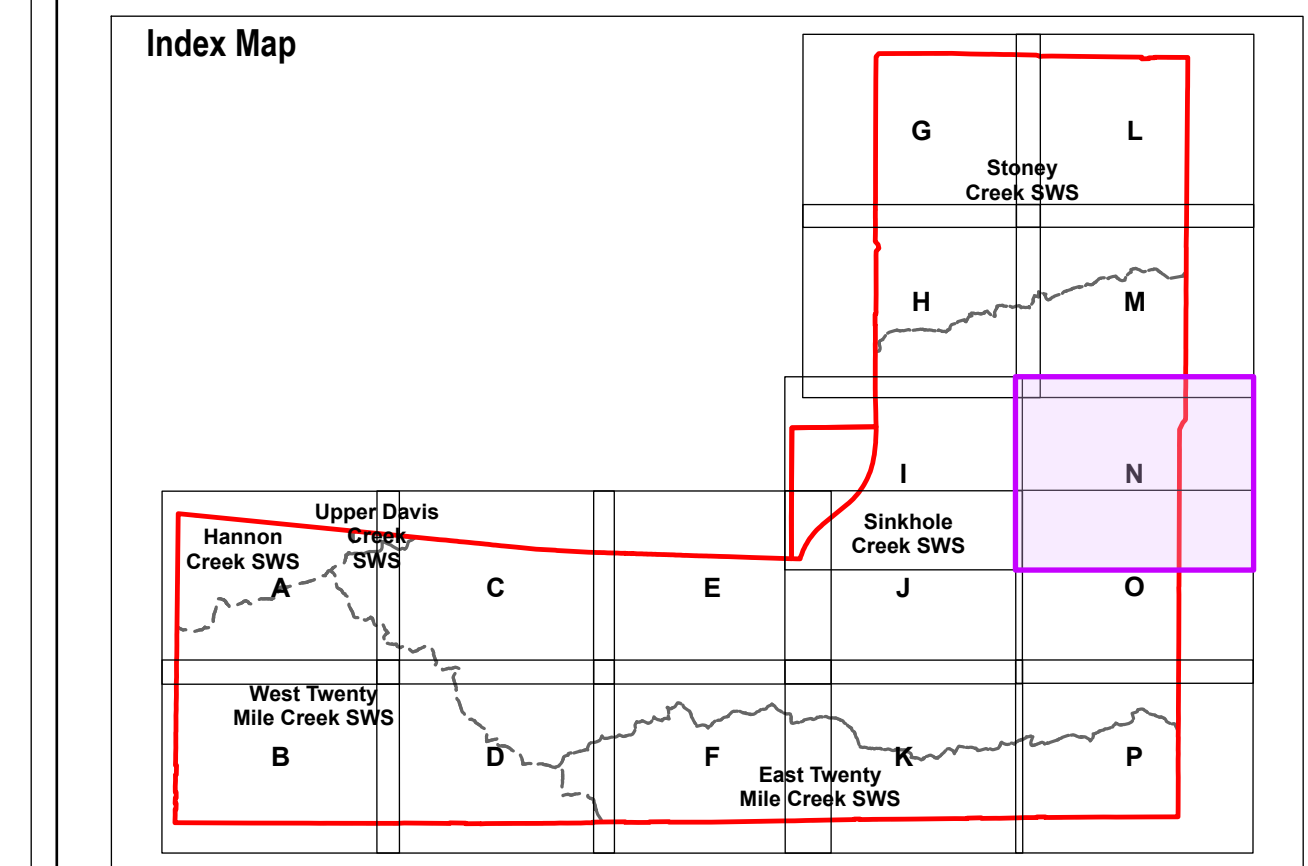 Index Map
G
L
Stoney
Creek SWS
H
M
I
N
Upper Davis
Creek
SWS
Hannon
Creek SWS
Sinkhole
Creek SWS
A
C
E
J
O
West Twenty
Mile Creek SWS
B
D
F
K
P
East Twenty
Mile Creek SWS